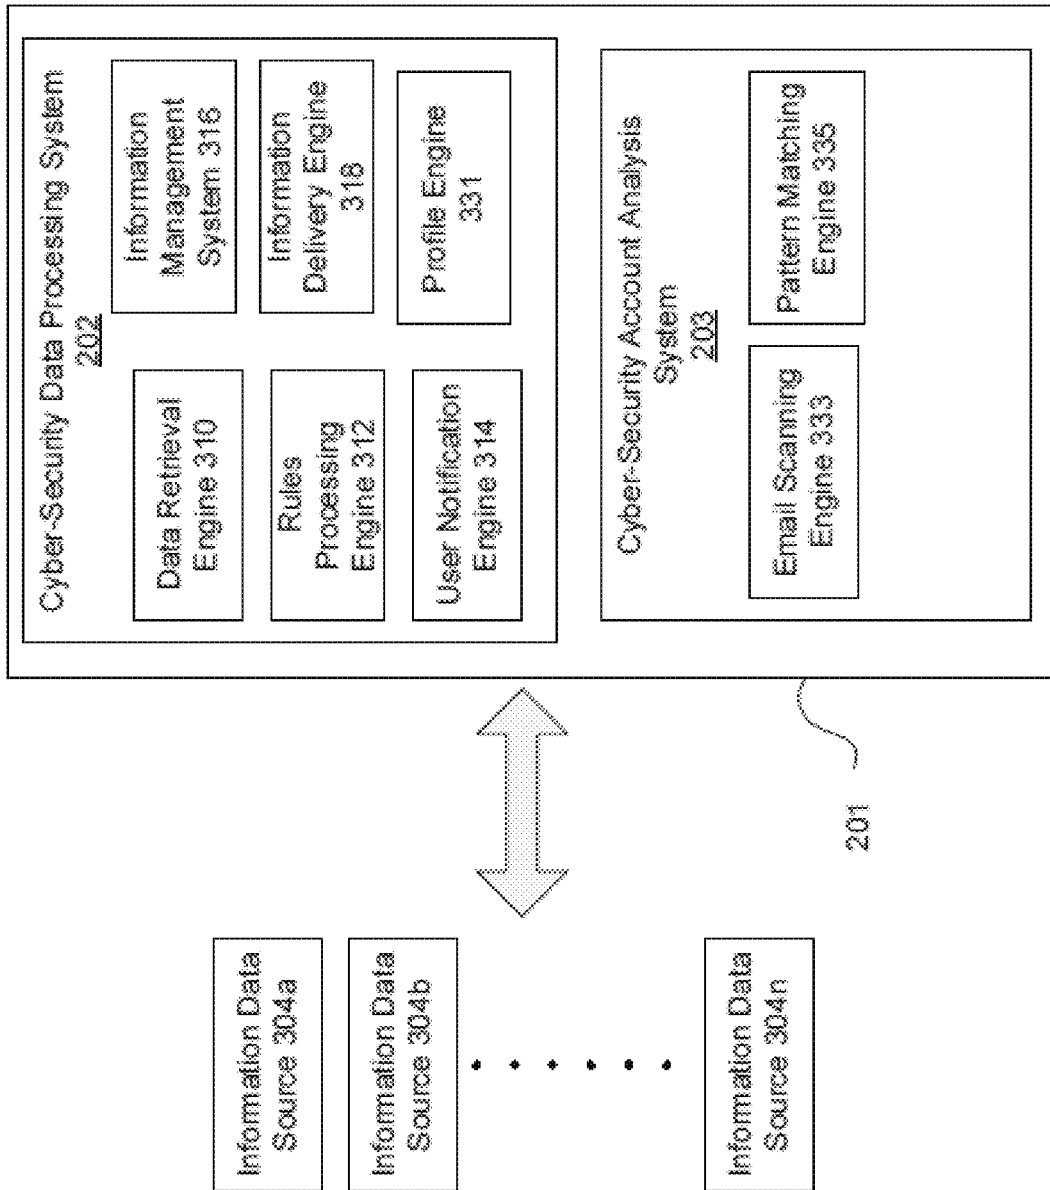 Information Data
Source 304a
Information Data
Source 304b
Information Data
Source 304n
201
Cyber-Security Data Processing System
202
Data Retrieval
Engine 310
Rules
Processing
Engine 312
User Notification
Engine 314
Information
Management
System 316
Information
Delivery Engine
318
Profile Engine
331
Cyber-Security Account Analysis
System
203
Email Scanning
Engine 333
Pattern Matching
Engine 335